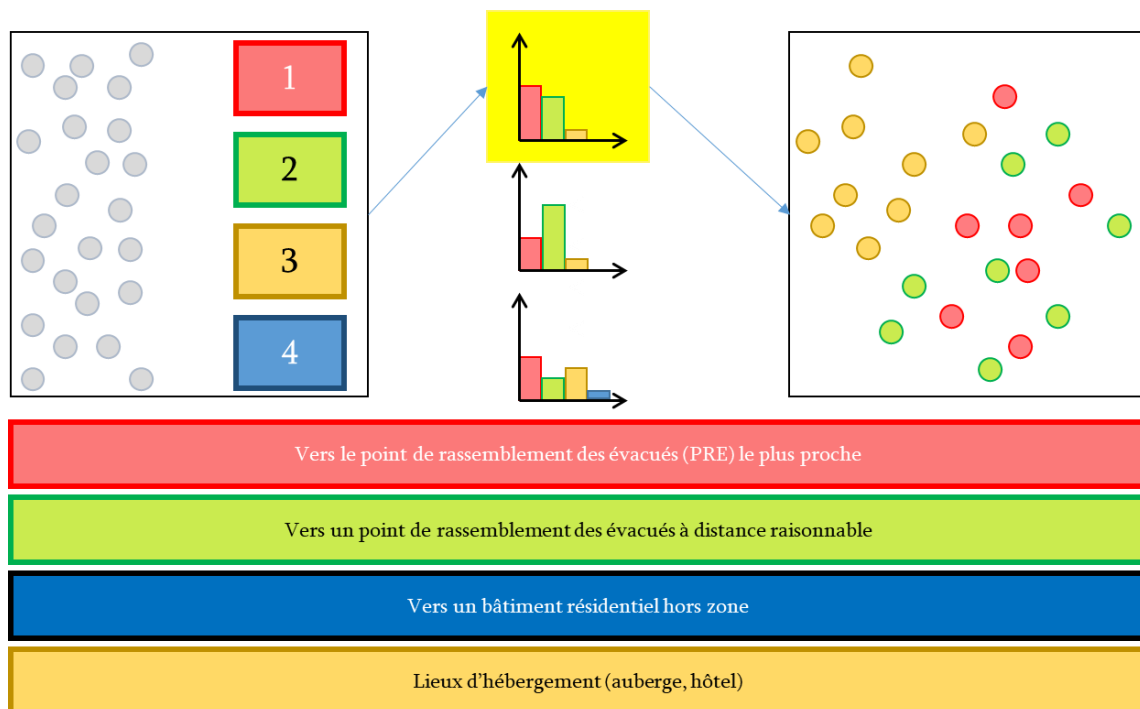 1
2
3
4
Vers le point de rassemblement des évacués (PRE) le plus proche
Vers un point de rassemblement des évacués à distance raisonnable
Vers un bâtiment résidentiel hors zone
Lieux d'hébergement (auberge, hôtel)